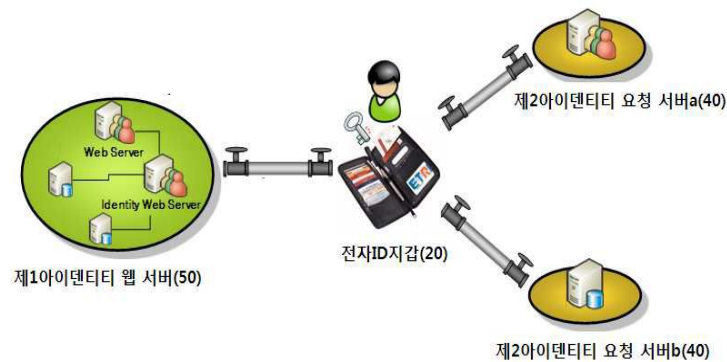 제2아이덴티티 요청 서버a(40)
Web Server
Identity Web Server
ETRI
전자ID지갑(20)
제1아이덴티티 웹 서버(50)
제2아이덴티티 요청 서버b(40)